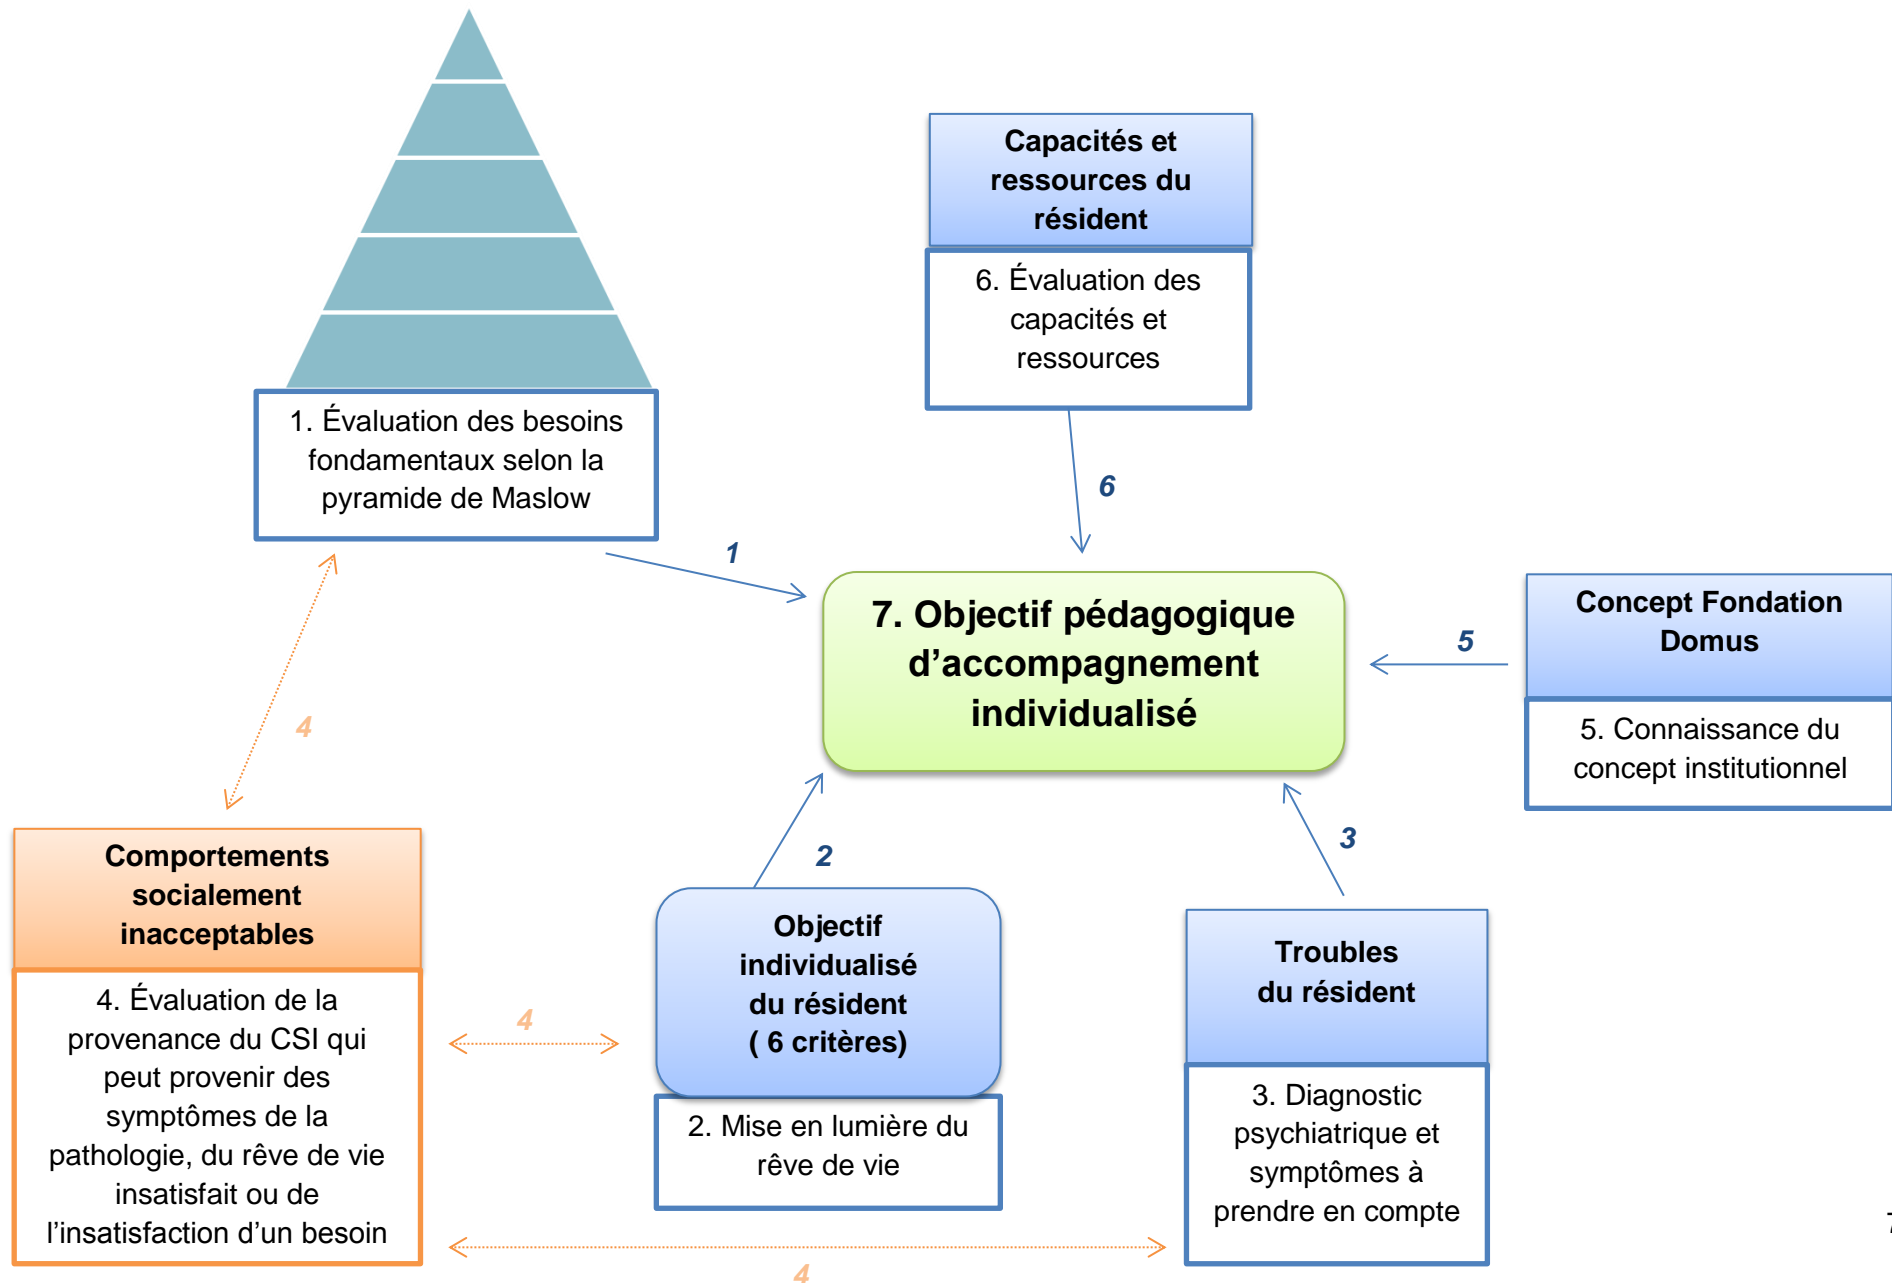 Capacités et
ressources du
résident
6. Évaluation des
capacités et
ressources
1. Évaluation des besoins
fondamentaux selon la
pyramide de Maslow
6
1
7. Objectif pédagogique
d’accompagnement
individualisé
5
Concept Fondation
Domus
5. Connaissance du
concept institutionnel
4
2
3
Comportements
socialement
inacceptables
4. Évaluation de la
provenance du CSI qui
peut provenir des
symptômes de la
pathologie, du rêve de vie
insatisfait ou de
l’insatisfaction d’un besoin
4
Objectif
individualisé
du résident
( 6 critères)
2. Mise en lumière du
rêve de vie
Troubles
du résident
3. Diagnostic
psychiatrique et
symptômes à
prendre en compte
4
7